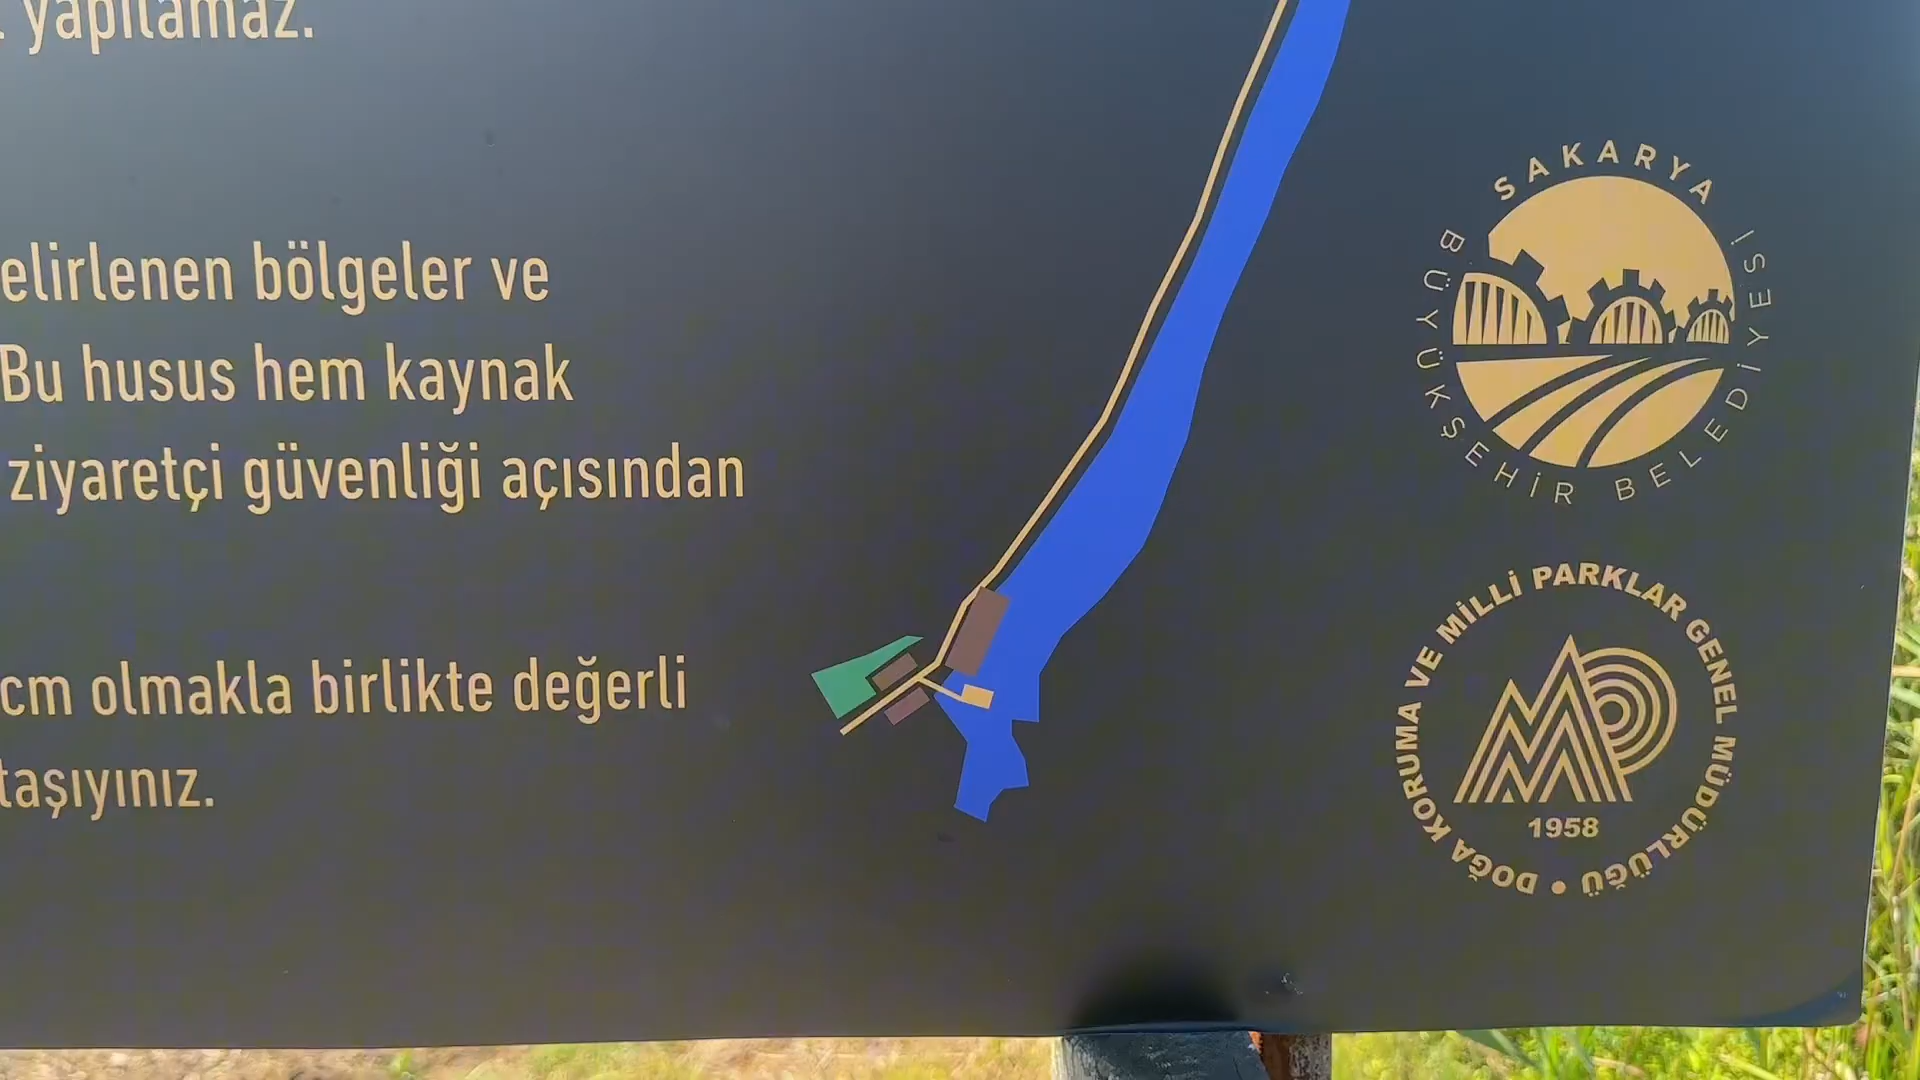 yapılamaz.
elirlenen bölgeler ve
Bu husus hem kaynak
ziyaretçi güvenliği açısından
cm olmakla birlikte değerli
taşıyınız.
SAKARYA
BÜYÜKŞEHİR BELEDİYESİ
DOĞA KORUMA VE MİLLİ PARKLAR GENEL MÜDÜRLÜĞÜ •
1958